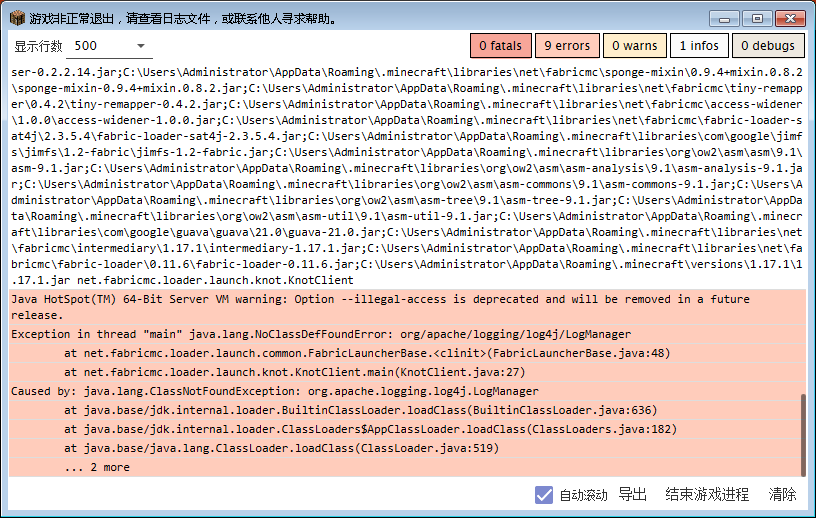 游戏非正常退出，请查看日志文件，或联系他人寻求帮助。
显示行数 500 0 fatals 9 errors 0 warns 1 infos 0 debugs
ser-0.2.2.14.jar;C:\Users\Administrator\AppData\Roaming\.minecraft\libraries\net\fabricmc\sponge-mixin\0.9.4+mixin.0.8.2
\sponge-mixin-0.9.4+mixin.0.8.2.jar;C:\Users\Administrator\AppData\Roaming\.minecraft\libraries\net\fabricmc\tiny-remapp
er\0.4.2\tiny-remapper-0.4.2.jar;C:\Users\Administrator\AppData\Roaming\.minecraft\libraries\net\fabricmc\access-widener
\1.0.0\access-widener-1.0.0.jar;C:\Users\Administrator\AppData\Roaming\.minecraft\libraries\net\fabricmc\fabric-loader-s
at4j\2.3.5.4\fabric-loader-sat4j-2.3.5.4.jar;C:\Users\Administrator\AppData\Roaming\.minecraft\libraries\com\google\jimf
s\jimfs\1.2-fabric\jimfs-1.2-fabric.jar;C:\Users\Administrator\AppData\Roaming\.minecraft\libraries\org\ow2\asm\asm\9.1\
asm-9.1.jar;C:\Users\Administrator\AppData\Roaming\.minecraft\libraries\org\ow2\asm\asm-analysis\9.1\asm-analysis-9.1.ja
r;C:\Users\Administrator\AppData\Roaming\.minecraft\libraries\org\ow2\asm\asm-commons\9.1\asm-commons-9.1.jar;C:\Users\A
dministrator\AppData\Roaming\.minecraft\libraries\org\ow2\asm\asm-tree\9.1\asm-tree-9.1.jar;C:\Users\Administrator\AppDa
ta\Roaming\.minecraft\libraries\org\ow2\asm\asm-util\9.1\asm-util-9.1.jar;C:\Users\Administrator\AppData\Roaming\.minecr
aft\libraries\com\google\guava\guava\21.0\guava-21.0.jar;C:\Users\Administrator\AppData\Roaming\.minecraft\libraries\net
\fabricmc\intermediary\1.17.1\intermediary-1.17.1.jar;C:\Users\Administrator\AppData\Roaming\.minecraft\libraries\net\fa
bricmc\fabric-loader\0.11.6\fabric-loader-0.11.6.jar;C:\Users\Administrator\AppData\Roaming\.minecraft\versions\1.17.1\1
.17.1.jar net.fabricmc.loader.launch.knot.KnotClient
Java HotSpot(TM) 64-Bit Server VM warning: Option --illegal-access is deprecated and will be removed in a future
release.
Exception in thread "main" java.lang.NoClassDefFoundError: org/apache/logging/log4j/LogManager
at net.fabricmc.loader.launch.common.FabricLauncherBase.<clinit>(FabricLauncherBase.java:48)
at net.fabricmc.loader.launch.knot.KnotClient.main(KnotClient.java:27)
Caused by: java.lang.ClassNotFoundException: org.apache.logging.log4j.LogManager
at java.base/jdk.internal.loader.BuiltinClassLoader.loadClass(BuiltinClassLoader.java:636)
at java.base/jdk.internal.loader.ClassLoaders$AppClassLoader.loadClass(ClassLoaders.java:182)
at java.base/java.lang.ClassLoader.loadClass(ClassLoader.java:519)
... 2 more
自动滚动 导出 结束游戏进程 清除